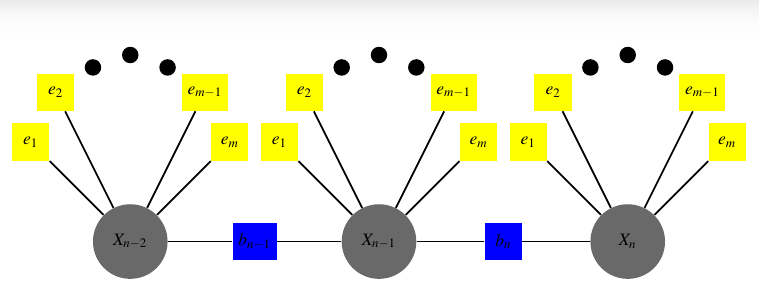 e₂ eₘ₋₁ e₂ eₘ₋₁ e₂ eₘ₋₁
e₁ eₘ e₁ eₘ e₁ eₘ
Xₙ₋₂ bₙ₋₁ Xₙ₋₁ bₙ Xₙ